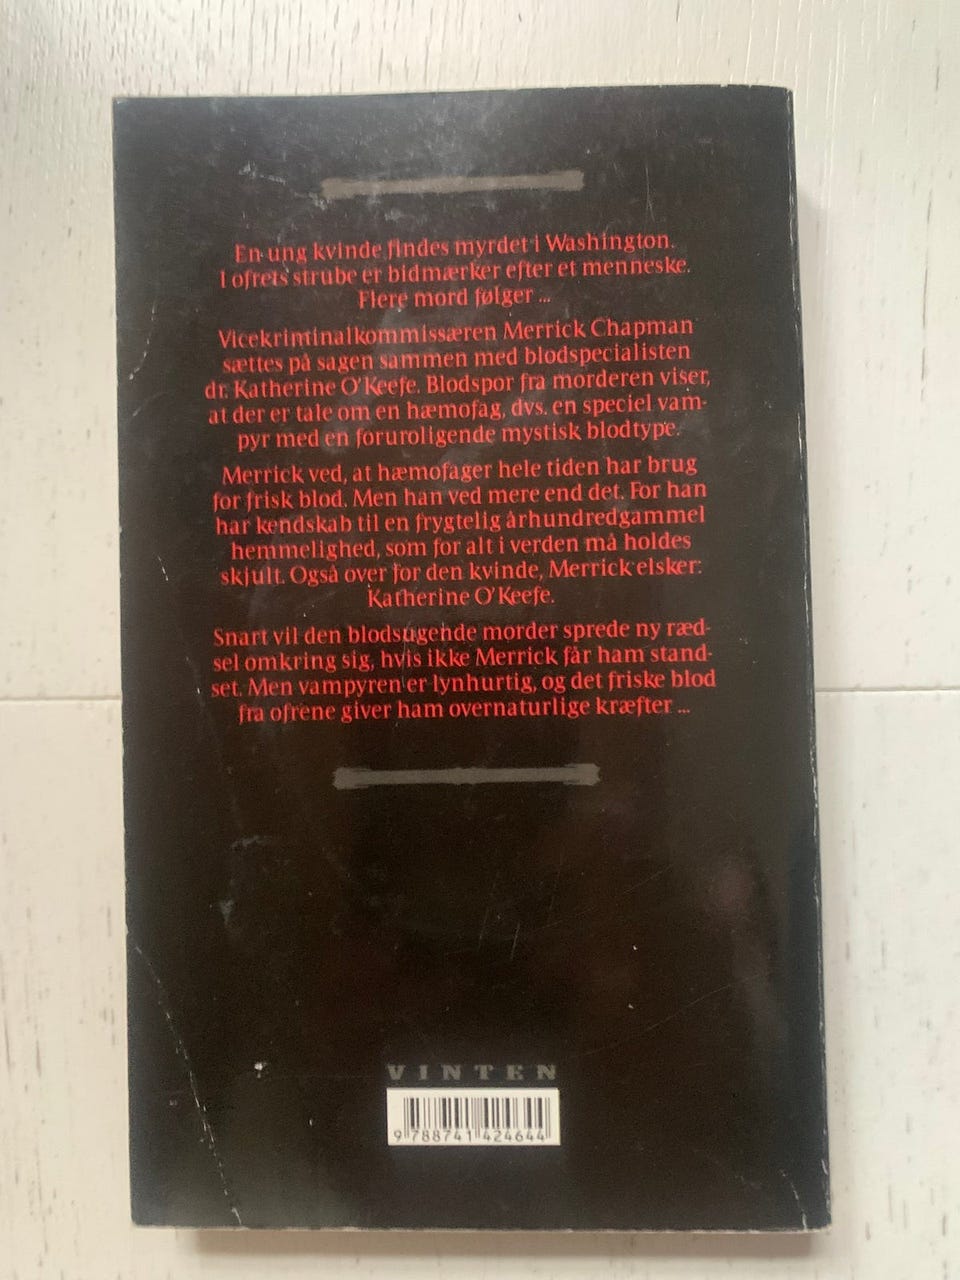 En ung kvinde findes myrdet i Washington.
I ofrets strube er bidmærker efter et menneske.
Flere mord følger ...
Vicekriminalkommissæren Merrick Chapman
sættes på sagen sammen med blodspecialisten
dr. Katherine O'Keefe. Blodspor fra morderen viser,
at der er tale om en hæmofag, dvs. en speciel vam-
pyr med en foruroligende mystisk blodtype.
Merrick ved, at hæmofager hele tiden har brug
for frisk blod. Men han ved mere end det. For han
har kendskab til en frygtelig århundredgammel
hemmelighed, som for alt i verden må holdes
skjult. Også over for den kvinde, Merrick elsker:
Katherine O'Keefe.
Snart vil den blodsugende morder sprede ny ræd-
sel omkring sig, hvis ikke Merrick får ham stand-
set. Men vampyren er lynhurtig, og det friske blod
fra ofrene giver ham overnaturlige kræfter ...
VINTEN
9 788741 424644